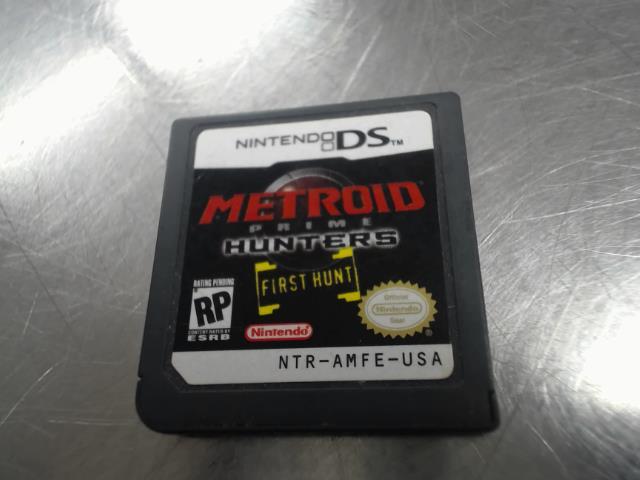 NINTENDO DS™
METROID
PRIME
HUNTERS
FIRST HUNT
RATING PENDING
RP
CONTENT RATED BY
ESRB
Nintendo
Official
Nintendo
Seal
NTR-AMFE-USA